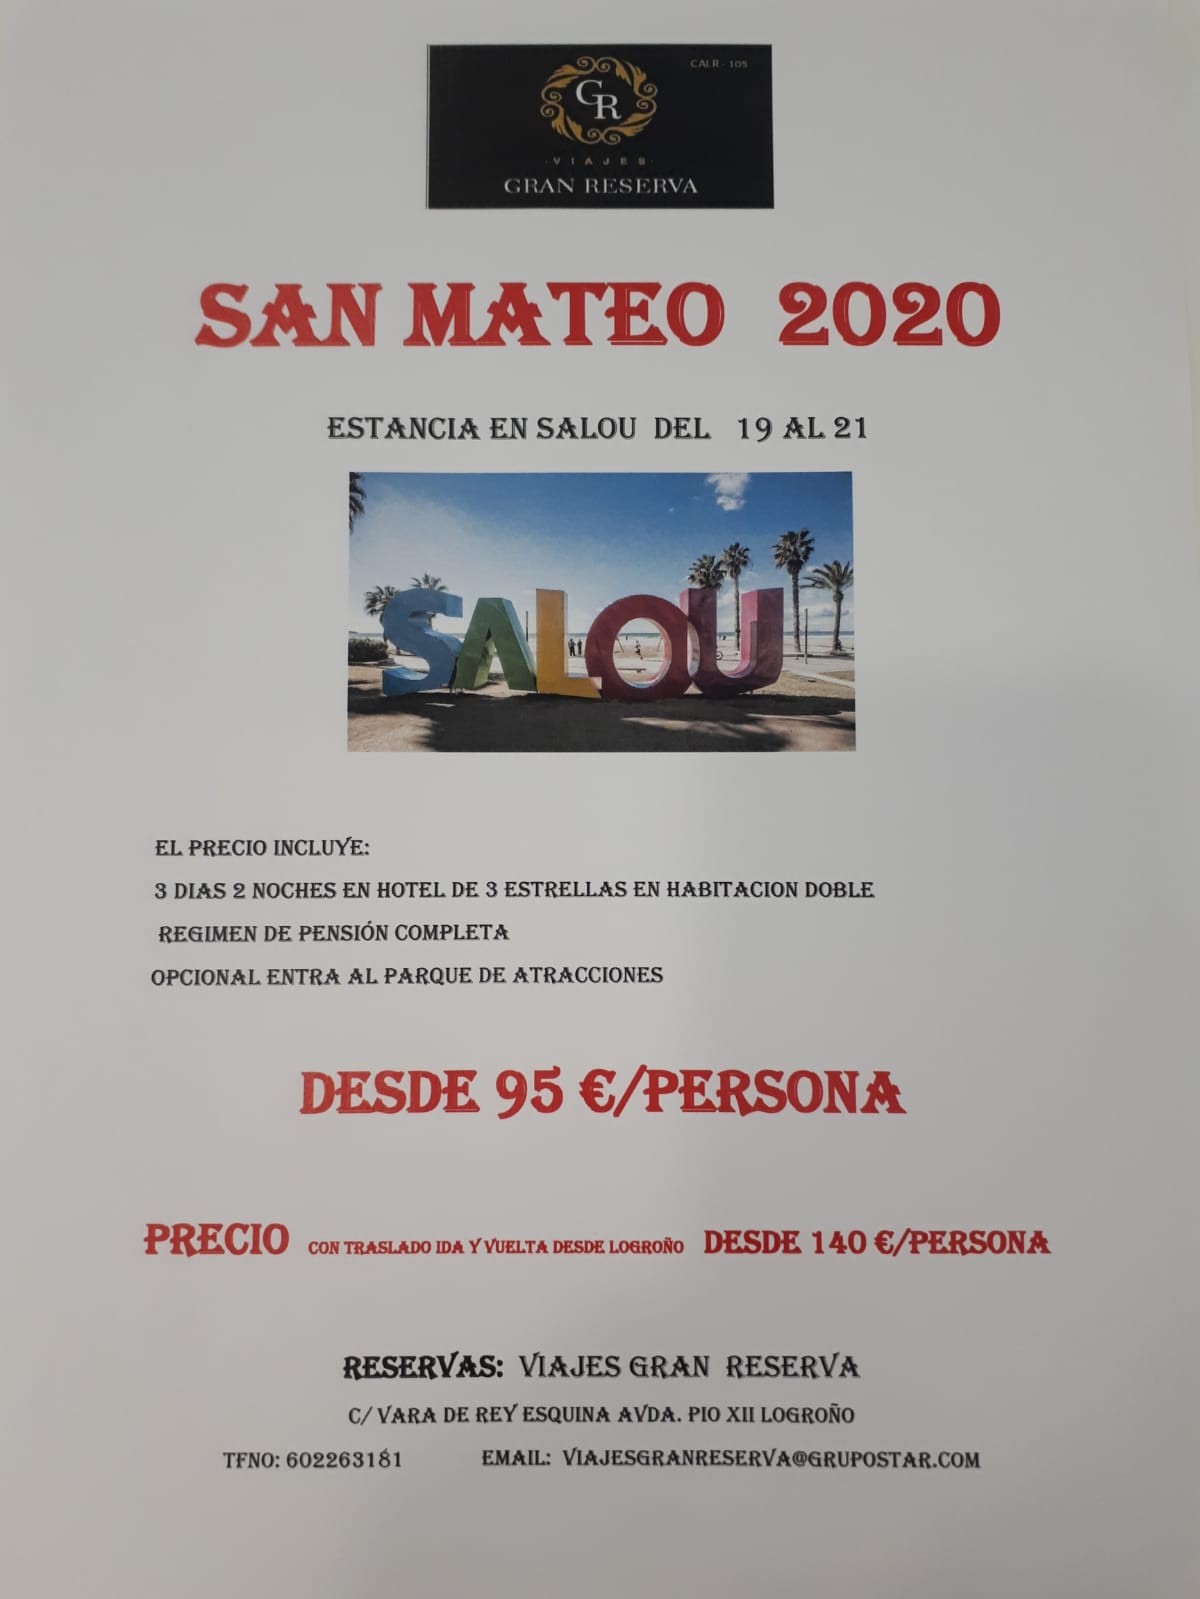 CAI.R - 105
GR
· V I A J E S ·
GRAN RESERVA
SAN MATEO 2020
ESTANCIA EN SALOU DEL 19 AL 21
SALOU
EL PRECIO INCLUYE:
3 DIAS 2 NOCHES EN HOTEL DE 3 ESTRELLAS EN HABITACION DOBLE
REGIMEN DE PENSIÓN COMPLETA
OPCIONAL ENTRA AL PARQUE DE ATRACCIONES
DESDE 95 €/PERSONA
PRECIO CON TRASLADO IDA Y VUELTA DESDE LOGROÑO DESDE 140 €/PERSONA
RESERVAS: VIAJES GRAN RESERVA
C/ VARA DE REY ESQUINA AVDA. PIO XII LOGROÑO
TFNO: 602263181 EMAIL: VIAJESGRANRESERVA@GRUPOSTAR.COM